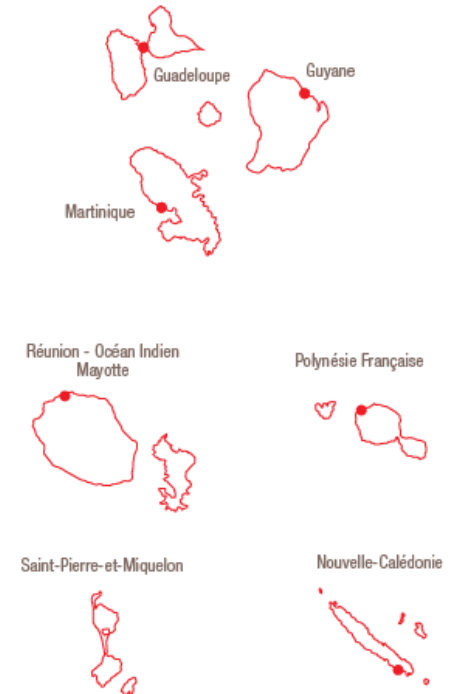 Guadeloupe
Guyane
Martinique
Réunion - Océan Indien
Mayotte
Polynésie Française
Saint-Pierre-et-Miquelon
Nouvelle-Calédonie